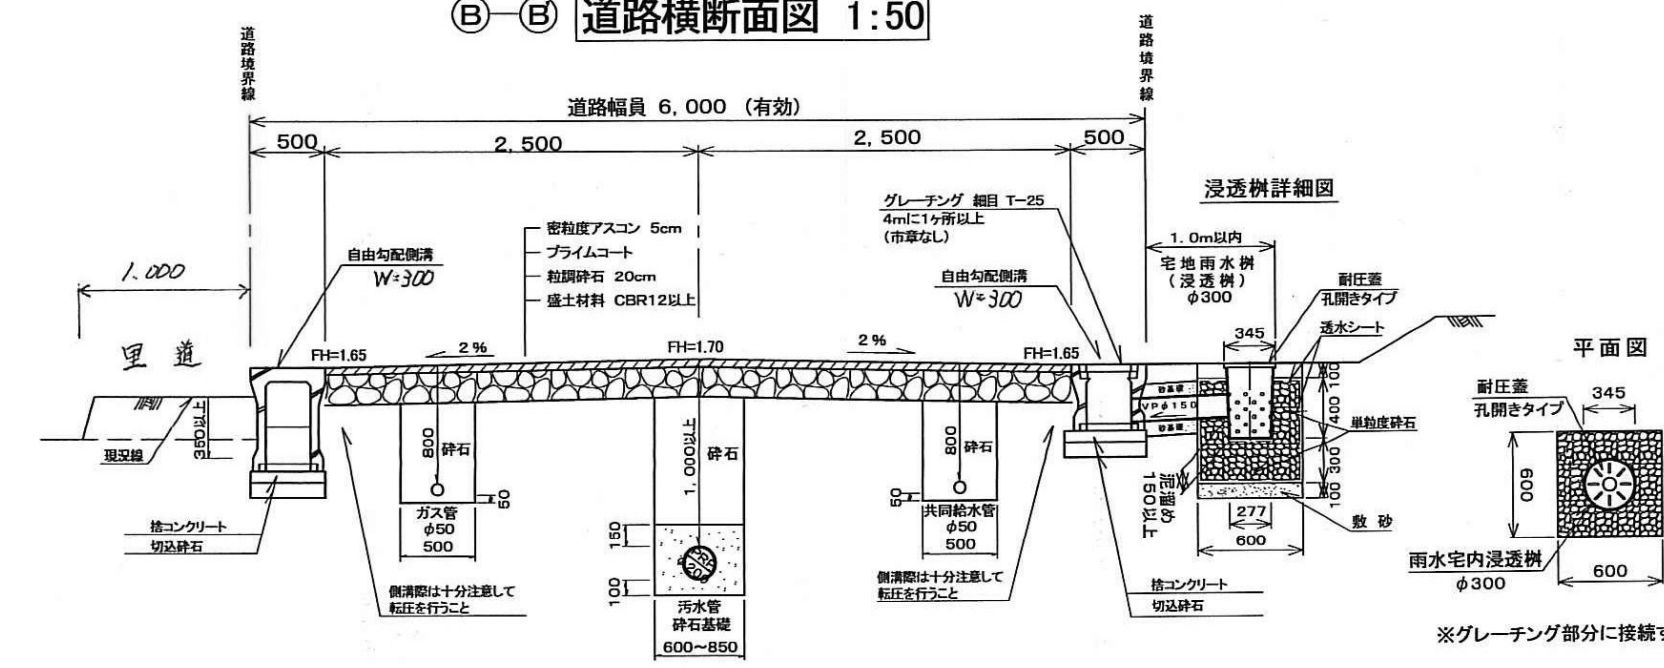 Ⓑ―Ⓑ' 道路横断面図 1:50
道路境界線
道路境界線
道路幅員 6,000 (有効)
500
2,500
2,500
500
浸透桝詳細図
グレーチング 細目 T-25
4mに1ヶ所以上
(市章なし)
密粒度アスコン 5cm
プライムコート
粒調砕石 20cm
盛土材料 CBR12以上
1.0m以内
宅地雨水桝
(浸透桝)
φ300
自由勾配側溝
W=300
自由勾配側溝
W=300
1.000
耐圧蓋
孔開きタイプ
透水シート
345
里道
FH=1.65
2%
FH=1.70
2%
FH=1.65
平面図
耐圧蓋
孔開きタイプ
345
100
400
300
100
VPφ150
単粒度砕石
350以上
現況線
800
砕石
1,000以上
砕石
800
砕石
50
50
ガス管
φ50
500
共同給水管
φ50
500
泥溜め
150以上
277
600
敷砂
600
雨水宅内浸透桝
φ300
600
捨コンクリート
切込砕石
150
100
側溝際は十分注意して
転圧を行うこと
側溝際は十分注意して
転圧を行うこと
捨コンクリート
切込砕石
汚水管
砕石基礎
600~850
※グレーチング部分に接続す